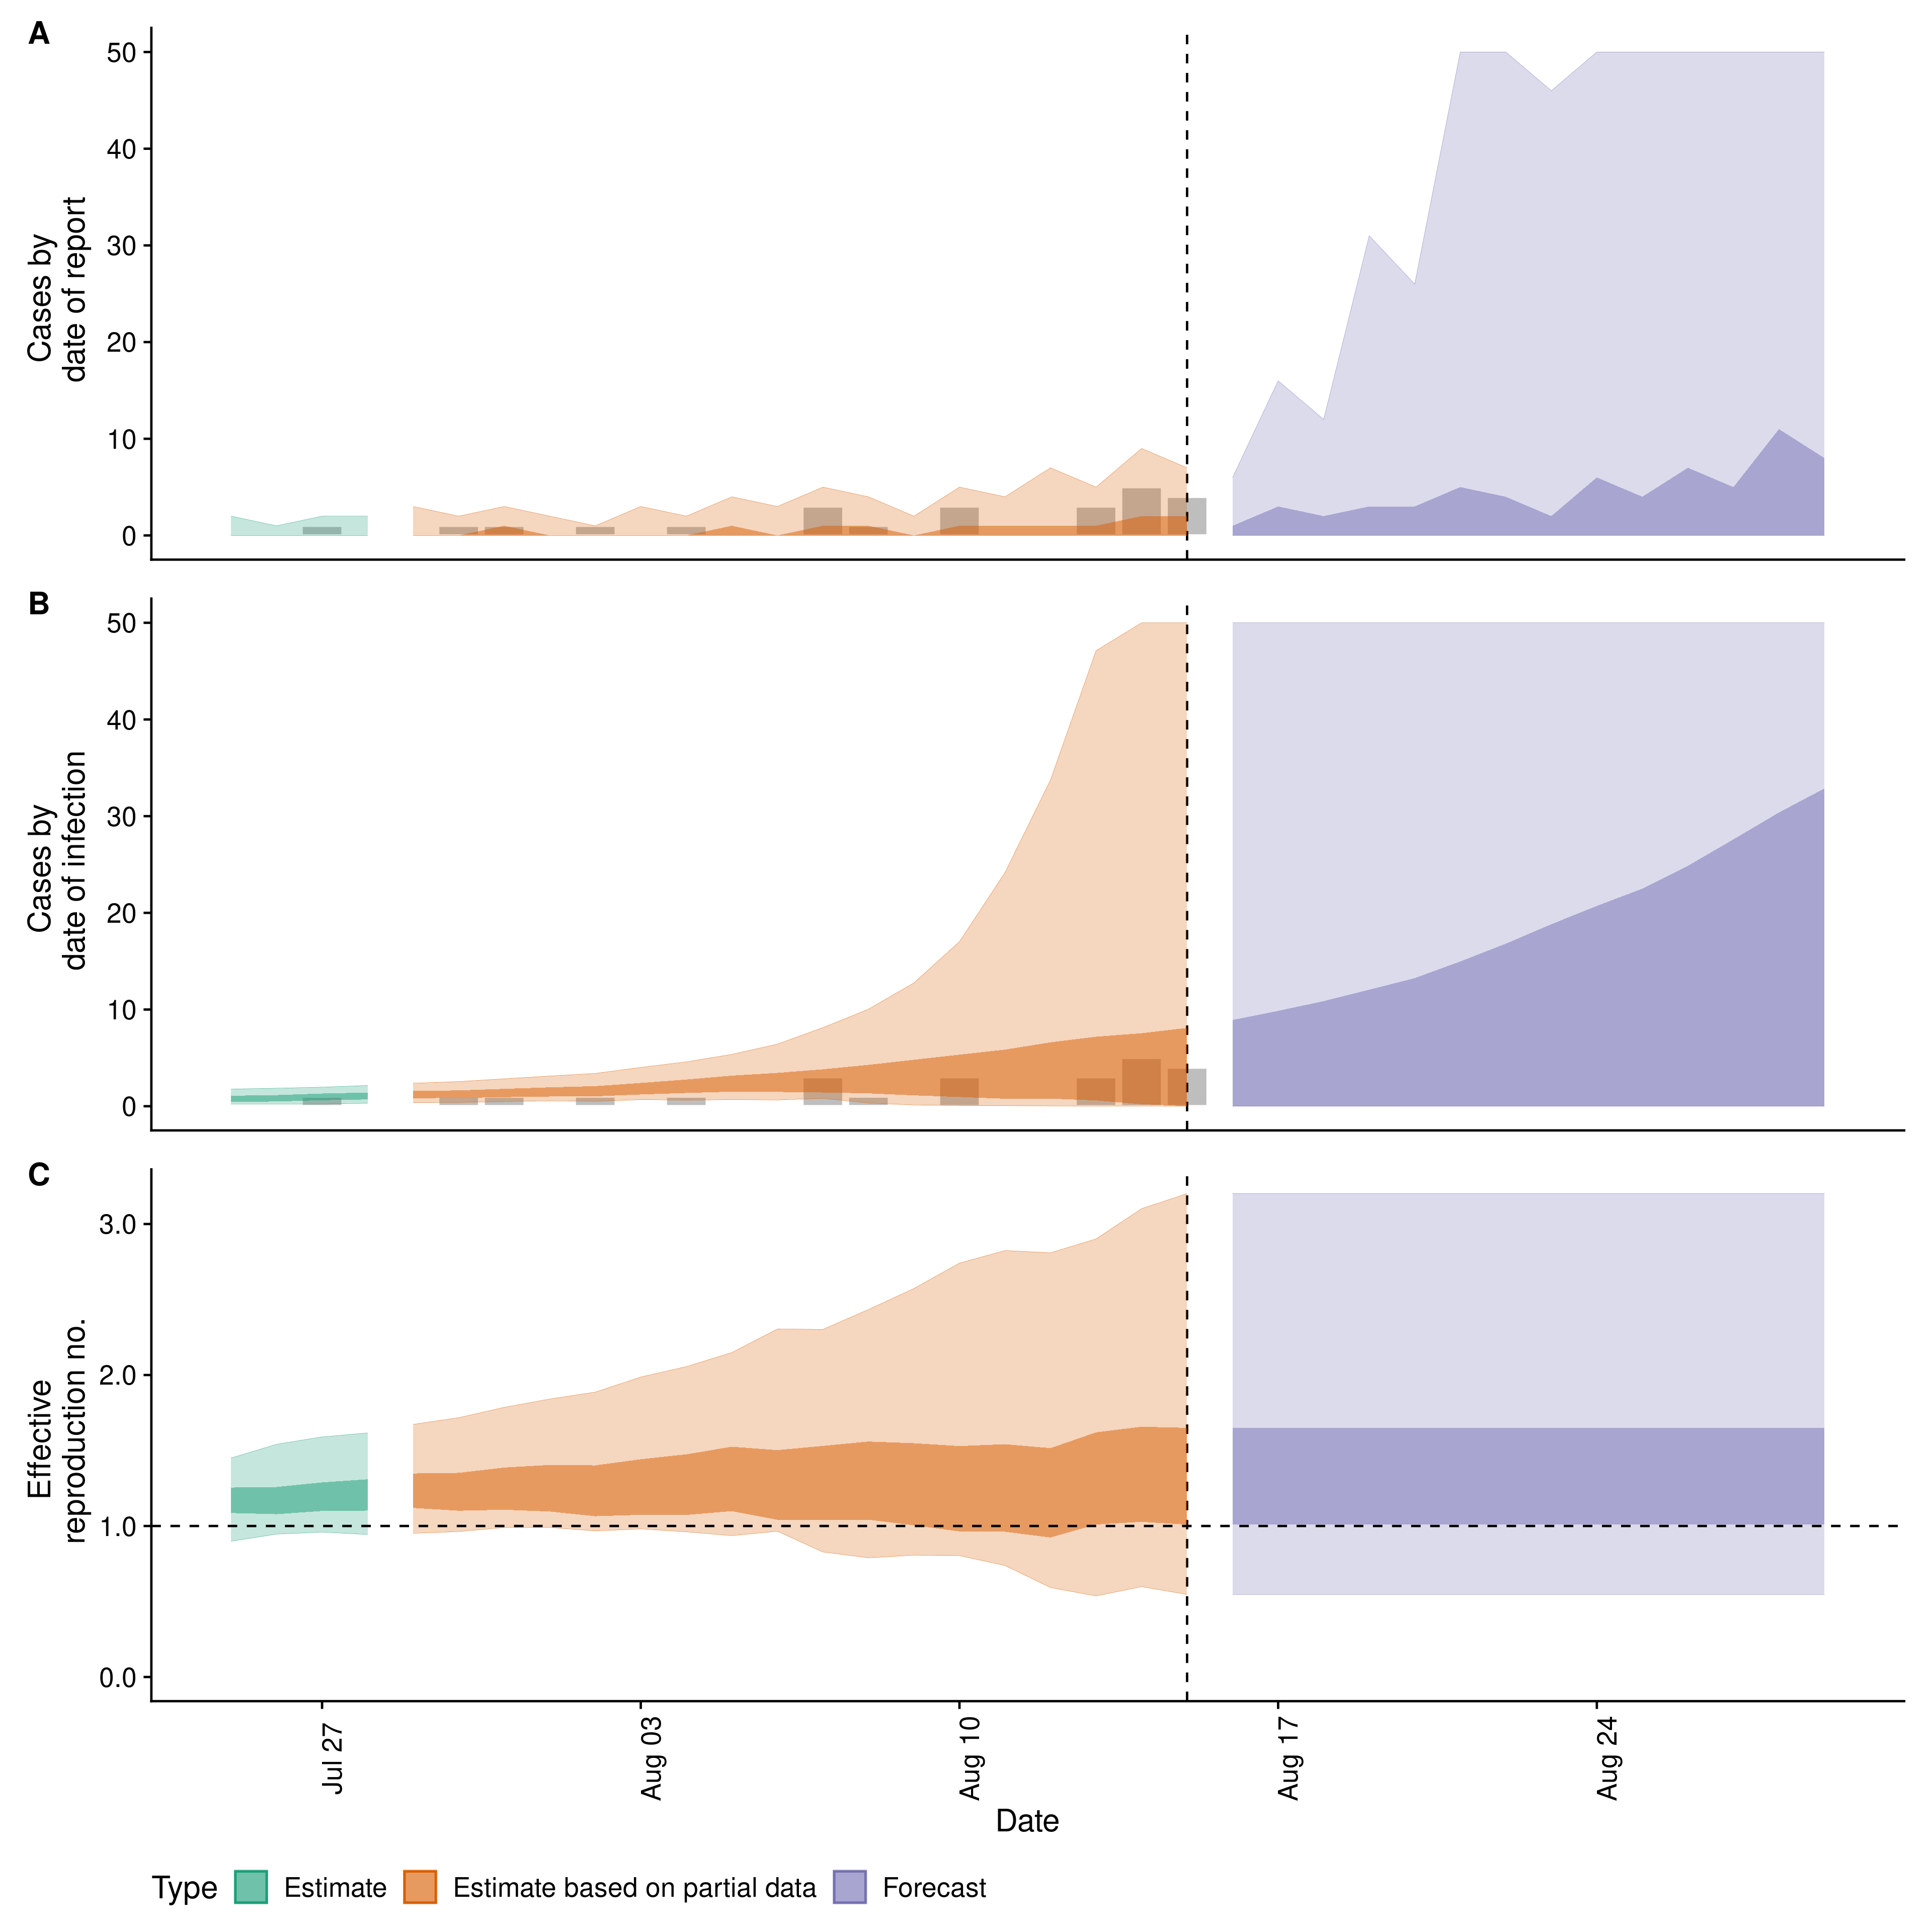 A
50
40
30
20
10
0
Cases by
date of report
B
50
40
30
20
10
0
Cases by
date of infection
C
3.0
2.0
1.0
0.0
Effective
reproduction no.
Jul 27
Aug 03
Aug 10
Aug 17
Aug 24
Date
Type Estimate Estimate based on partial data Forecast